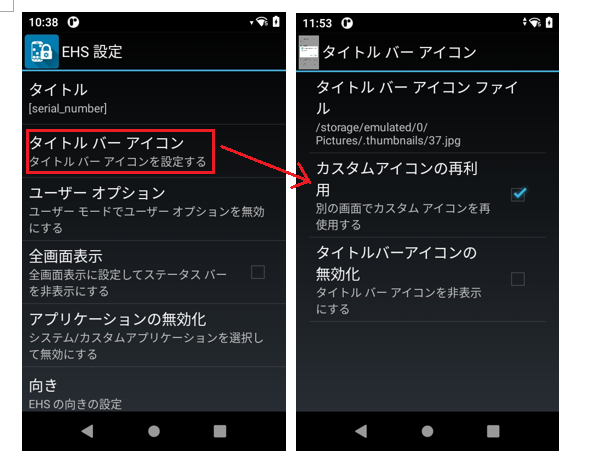 10:38
EHS 設定
タイトル
[serial_number]
タイトル バー アイコン
タイトル バー アイコンを設定する
ユーザー オプション
ユーザー モードでユーザー オプションを無効
にする
全画面表示
全画面表示に設定してステータス バー
を非表示にする
アプリケーションの無効化
システム/カスタムアプリケーションを選択し
て無効にする
向き
EHS の向きの設定
11:53
タイトル バー アイコン
タイトル バー アイコン ファイ
ル
/storage/emulated/0/
Pictures/.thumbnails/37.jpg
カスタムアイコンの再利
用
別の画面でカスタム アイコンを再
使用する
タイトルバーアイコンの
無効化
タイトル バー アイコンを非表示
にする